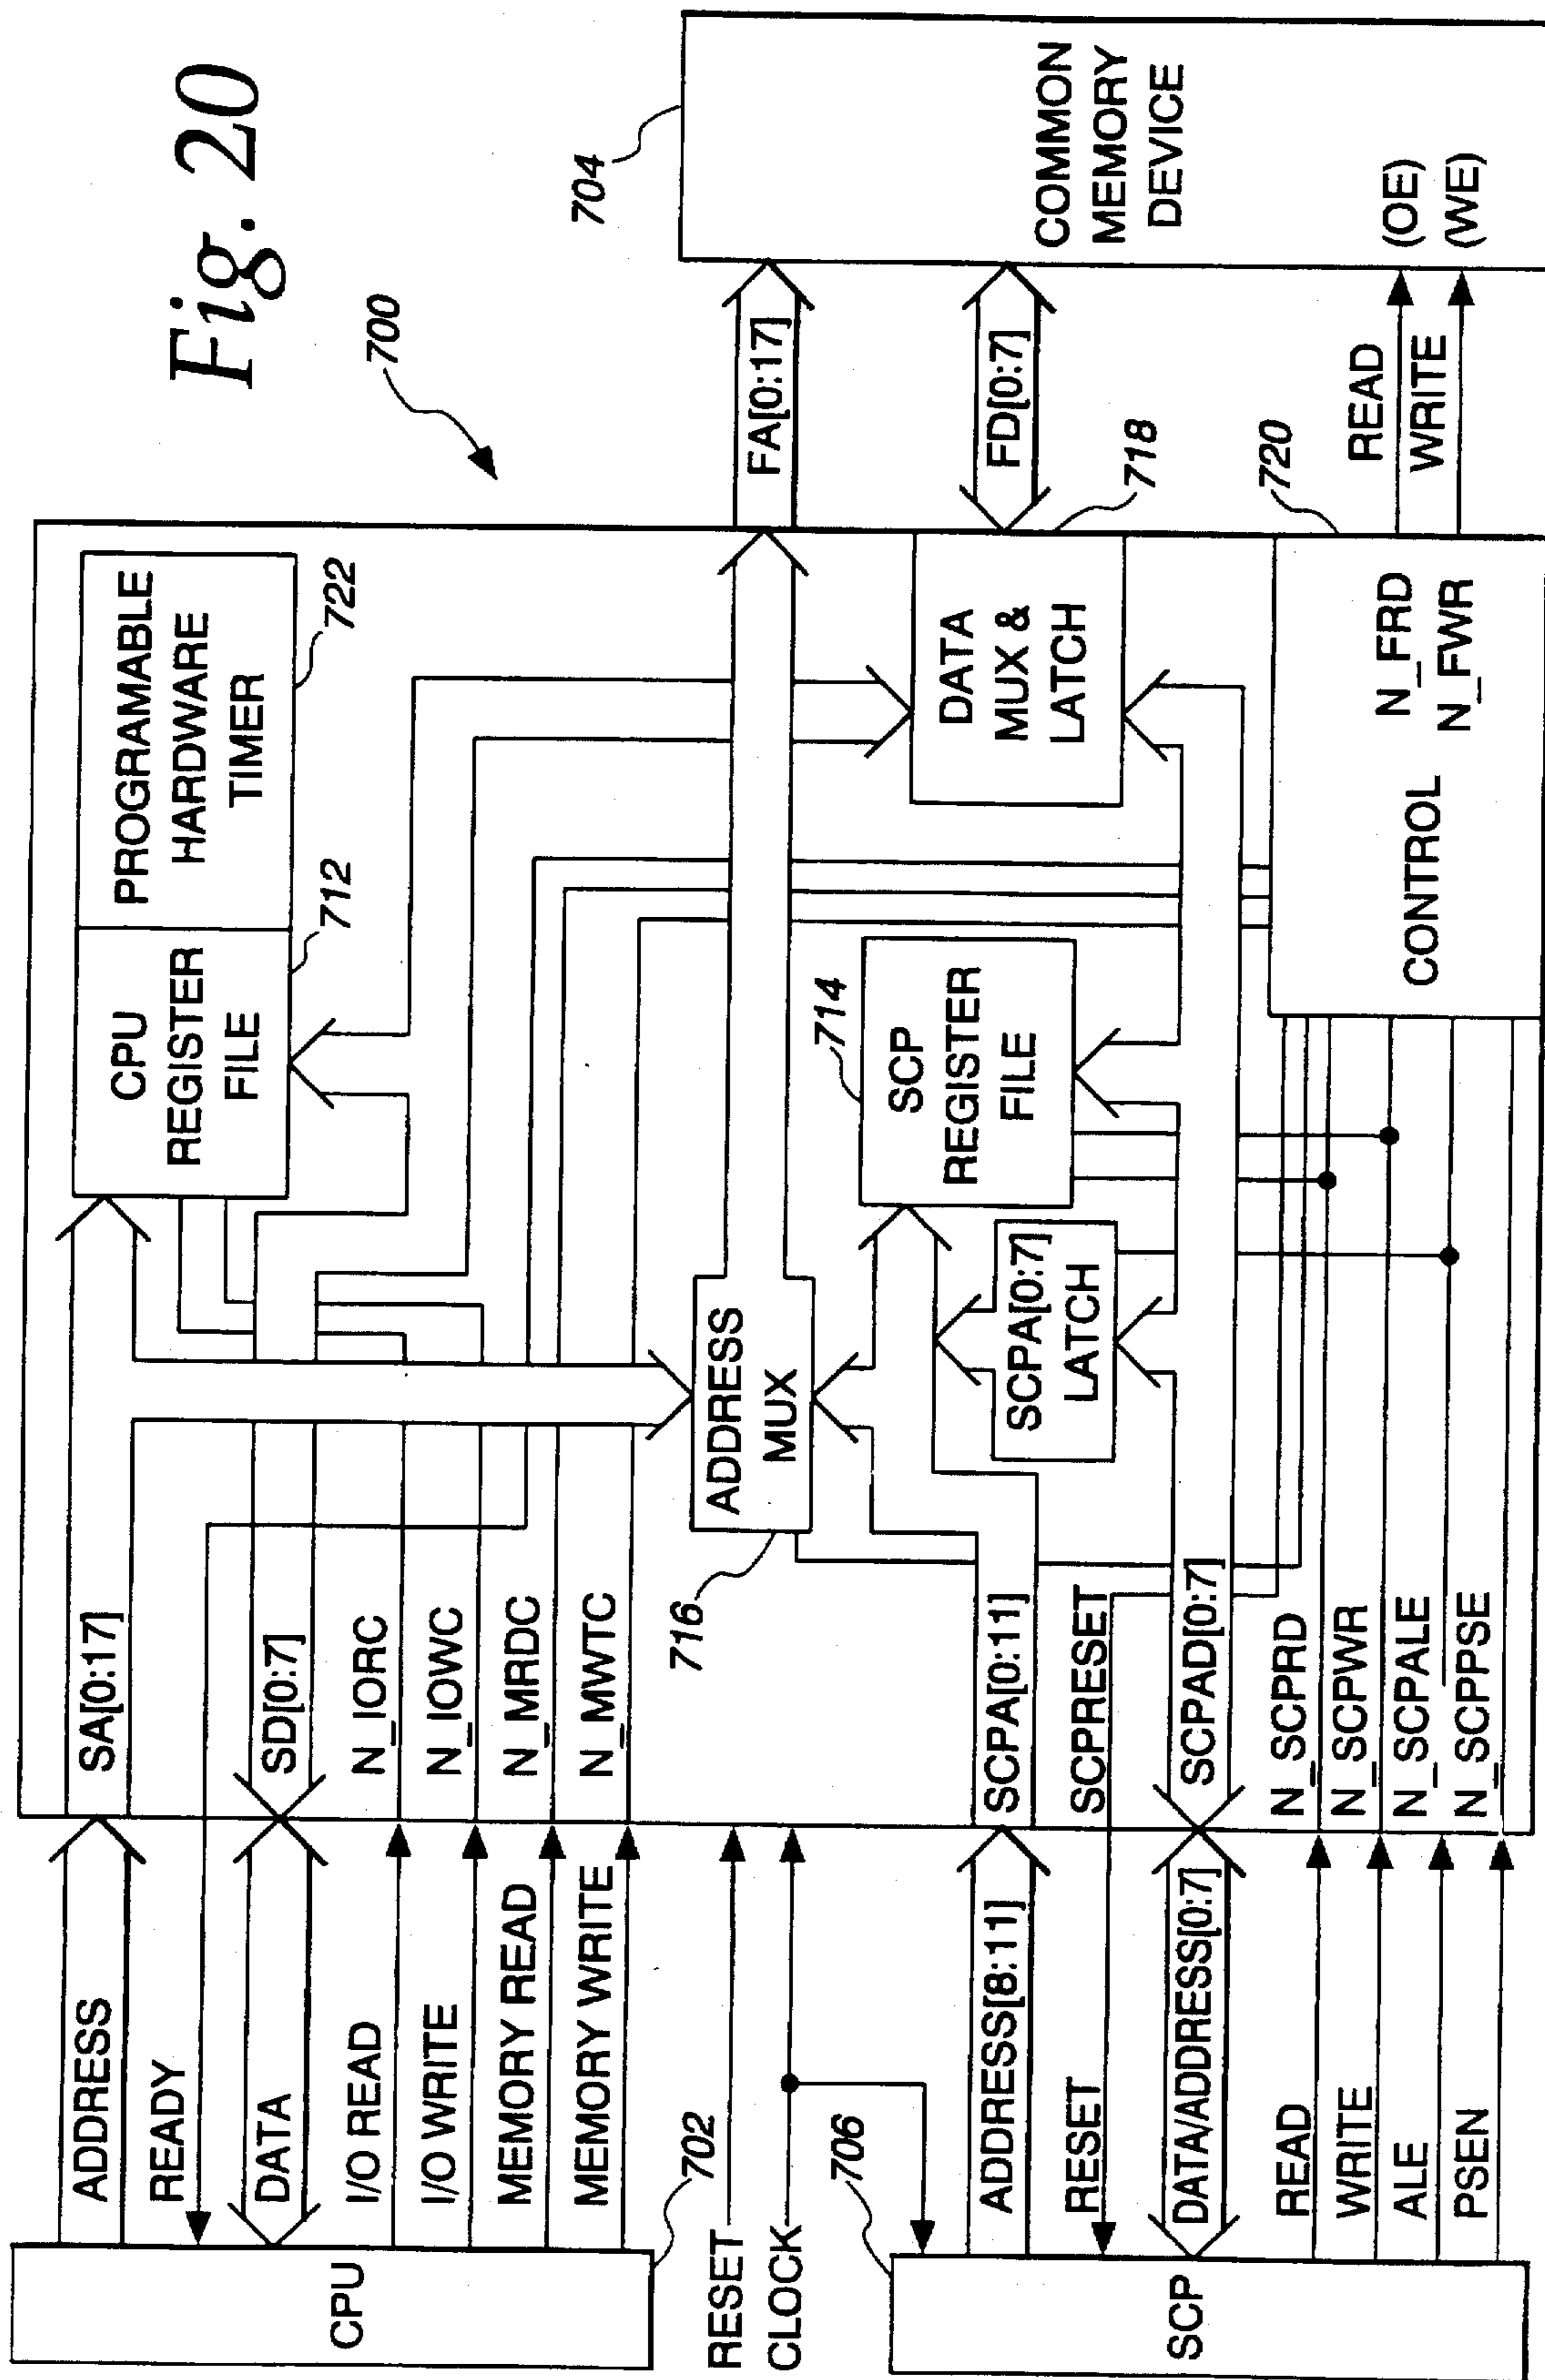 Fig. 20
700
CPU
702
ADDRESS
READY
DATA
I/O READ
I/O WRITE
MEMORY READ
MEMORY WRITE
RESET
CLOCK
706
SCP
ADDRESS[8:11]
RESET
DATA/ADDRESS[0:7]
READ
WRITE
ALE
PSEN
SA[0:17]
SD[0:7]
N_IORC
N_IOWC
N_MRDC
N_MWTC
716
SCPA[0:11]
SCPRESET
SCPAD[0:7]
N_SCPRD
N_SCPWR
N_SCPALE
N_SCPPSE
ADDRESS
MUX
SCPA[0:7]
LATCH
CPU
REGISTER
FILE
712
714
SCP
REGISTER
FILE
PROGRAMABLE
HARDWARE
TIMER
722
DATA
MUX &
LATCH
718
720
CONTROL
N_FRD
N_FWR
FA[0:17]
FD[0:7]
READ
WRITE
704
COMMON
MEMORY
DEVICE
(OE)
(WE)